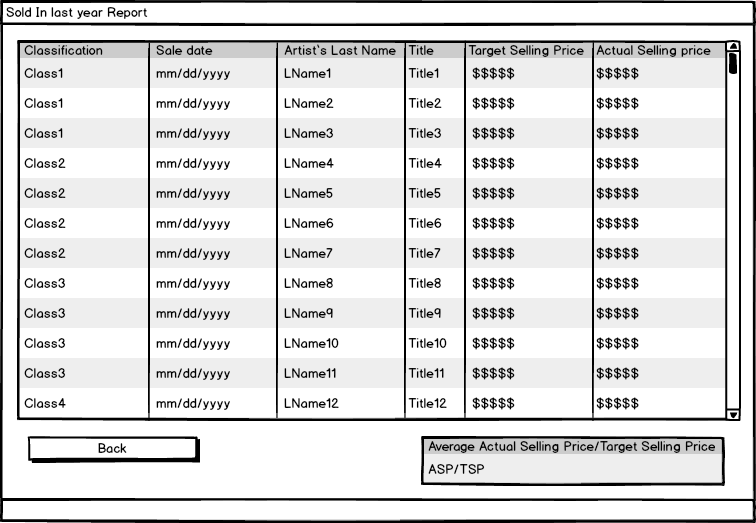 Sold In last year Report
Classification Sale date Artist's Last Name Title Target Selling Price Actual Selling price
Class1 mm/dd/yyyy LName1 Title1 $$$$$ $$$$$
Class1 mm/dd/yyyy LName2 Title2 $$$$$ $$$$$
Class1 mm/dd/yyyy LName3 Title3 $$$$$ $$$$$
Class2 mm/dd/yyyy LName4 Title4 $$$$$ $$$$$
Class2 mm/dd/yyyy LName5 Title5 $$$$$ $$$$$
Class2 mm/dd/yyyy LName6 Title6 $$$$$ $$$$$
Class2 mm/dd/yyyy LName7 Title7 $$$$$ $$$$$
Class3 mm/dd/yyyy LName8 Title8 $$$$$ $$$$$
Class3 mm/dd/yyyy LName9 Title9 $$$$$ $$$$$
Class3 mm/dd/yyyy LName10 Title10 $$$$$ $$$$$
Class3 mm/dd/yyyy LName11 Title11 $$$$$ $$$$$
Class4 mm/dd/yyyy LName12 Title12 $$$$$ $$$$$
Back
Average Actual Selling Price/Target Selling Price
ASP/TSP